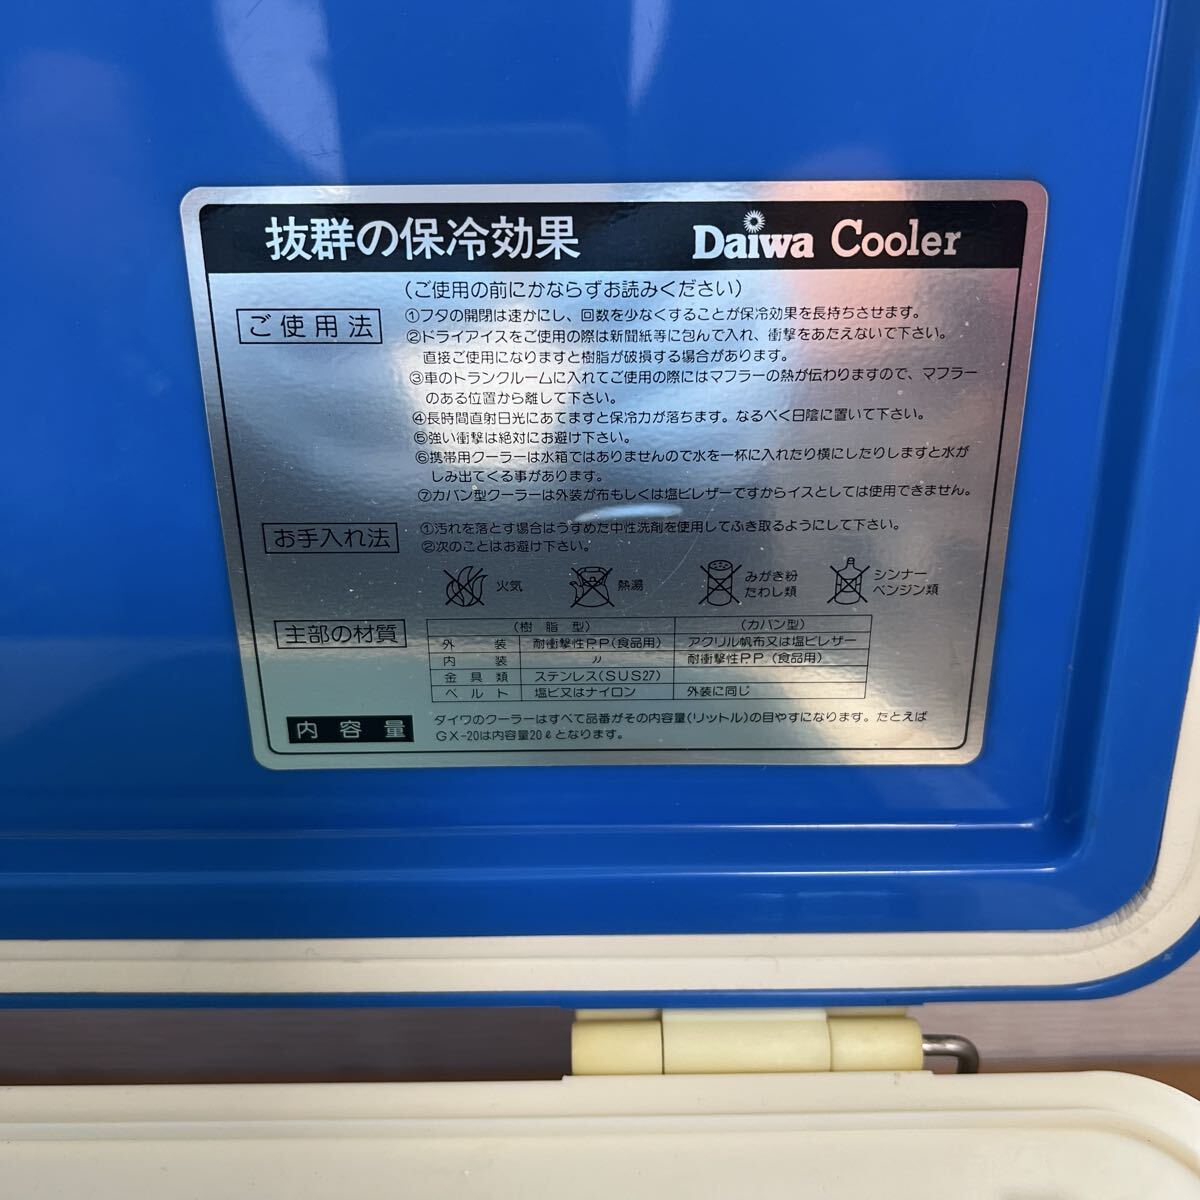 抜群の保冷効果 Daiwa Cooler
(ご使用の前にかならずお読みください)
ご使用法
①フタの開閉は速かにし、回数を少なくすることが保冷効果を長持ちさせます。
②ドライアイスをご使用の際は新聞紙等に包んで入れ、衝撃をあたえないで下さい。
直接ご使用になりますと樹脂が破損する場合があります。
③車のトランクルームに入れてご使用の際にはマフラーの熱が伝わりますので、マフラー
のある位置から離して下さい。
④長時間直射日光にあてますと保冷力が落ちます。なるべく日陰に置いて下さい。
⑤強い衝撃は絶対にお避け下さい。
⑥携帯用クーラーは水箱ではありませんので水を一杯に入れたり横にしたりしますと水が
しみ出てくる事があります。
⑦カバン型クーラーは外装が布もしくは塩ビレザーですからイスとしては使用できません。
お手入れ法
①汚れを落とす場合はうすめた中性洗剤を使用してふき取るようにして下さい。
②次のことはお避け下さい。
火気 熱湯 みがき粉 たわし類 シンナー ベンジン類
主部の材質
(樹脂型) (カバン型)
外装 耐衝撃性P.P(食品用) アクリル帆布又は塩ビレザー
内装 〃 耐衝撃性P.P(食品用)
金具類 ステンレス(SUS27)
ベルト 塩ビ又はナイロン 外装に同じ
内容量
ダイワのクーラーはすべて品番がその内容量(リットル)の目やすになります。たとえば
GX-20は内容量20ℓとなります。